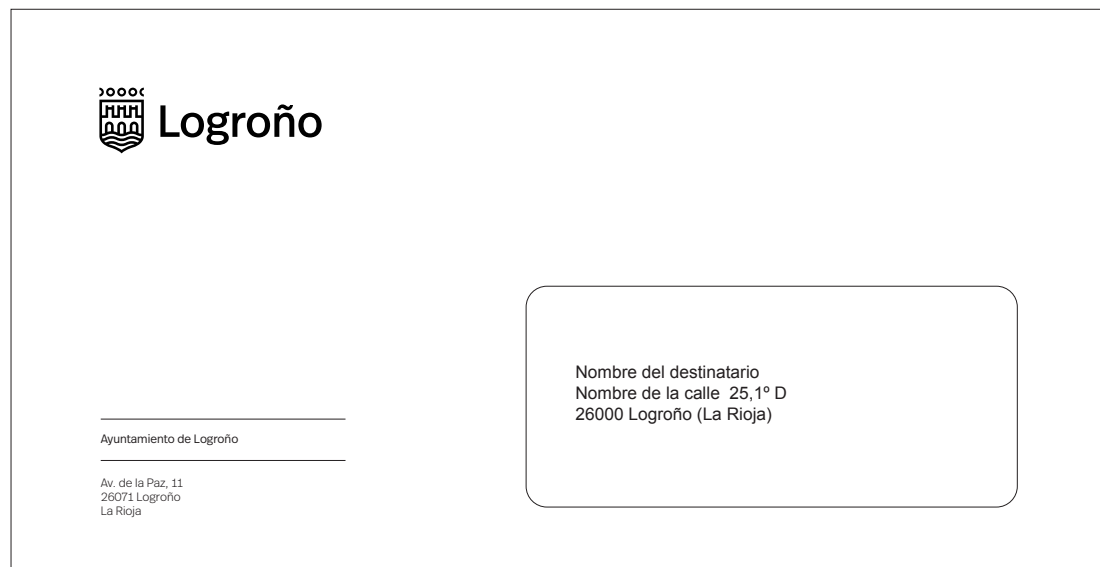 Logroño
Nombre del destinatario
Nombre de la calle  25,1º D
26000 Logroño (La Rioja)
Ayuntamiento de Logroño
Av. de la Paz, 11
26071 Logroño
La Rioja